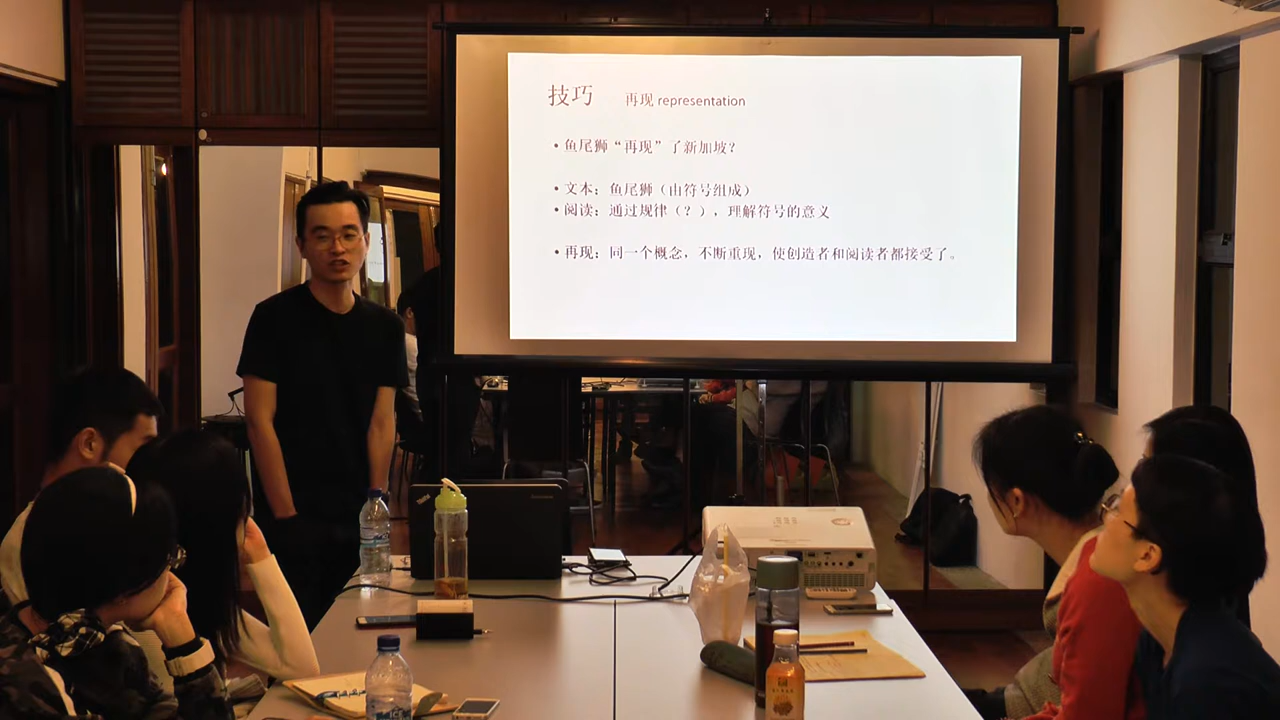 技巧 再现 representation
• 鱼尾狮“再现”了新加坡？
• 文本：鱼尾狮（由符号组成）
• 阅读：通过规律（？），理解符号的意义
• 再现：同一个概念，不断重现，使创造者和阅读者都接受了。
lenovo